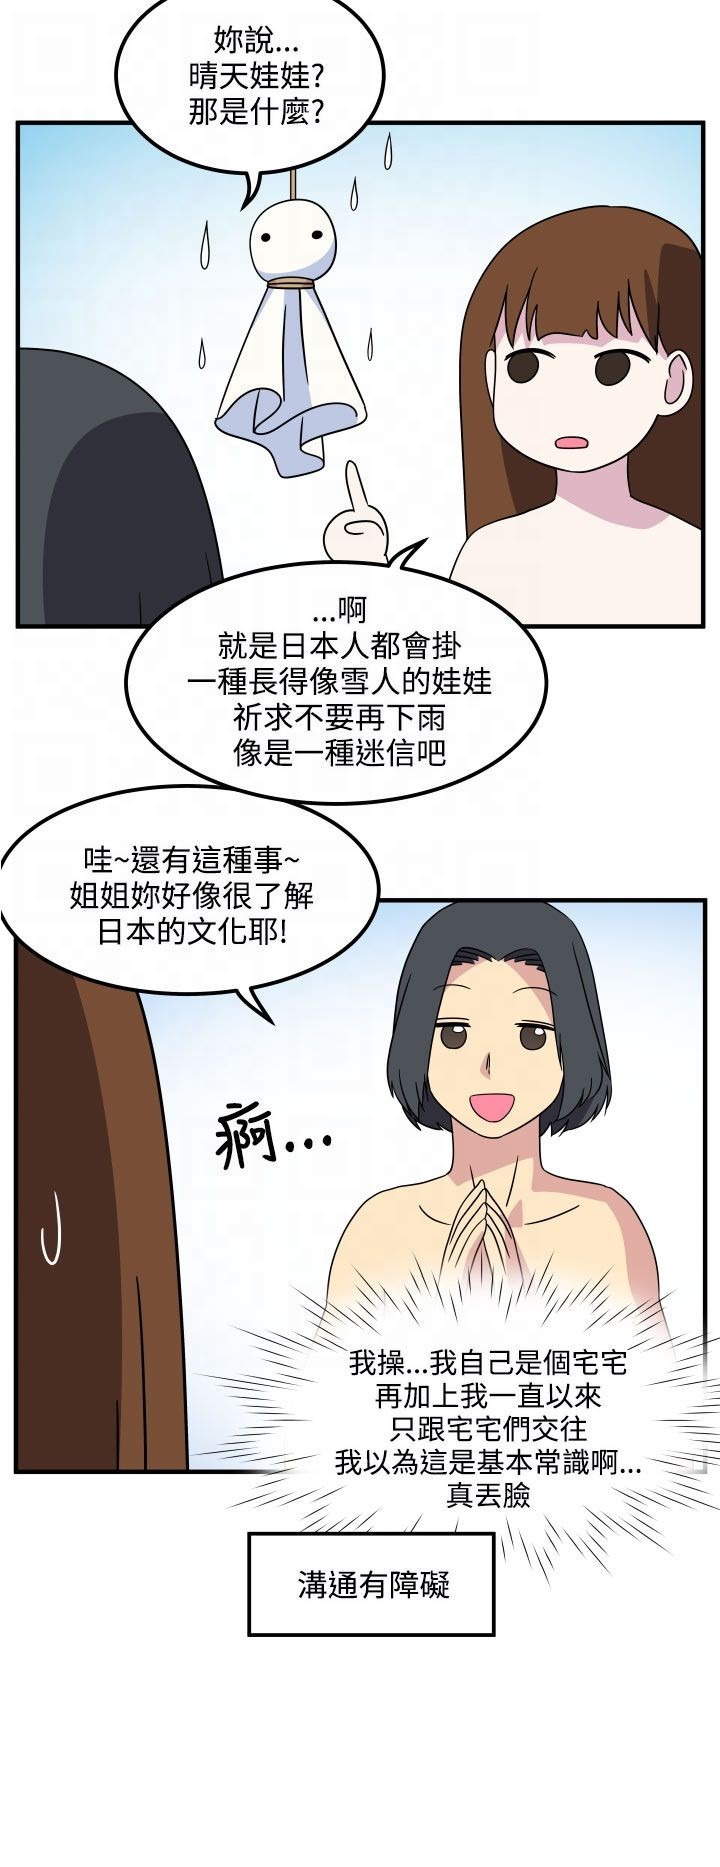 妳說...
晴天娃娃?
那是什麼?
...啊
就是日本人都會掛
一種長得像雪人的娃娃
祈求不要再下雨
像是一種迷信吧
哇~還有這種事~
姐姐妳好像很了解
日本的文化耶!
啊...
我操...我自己是個宅宅
再加上我一直以來
只跟宅宅們交往
我以為這是基本常識啊...
真丟臉
溝通有障礙